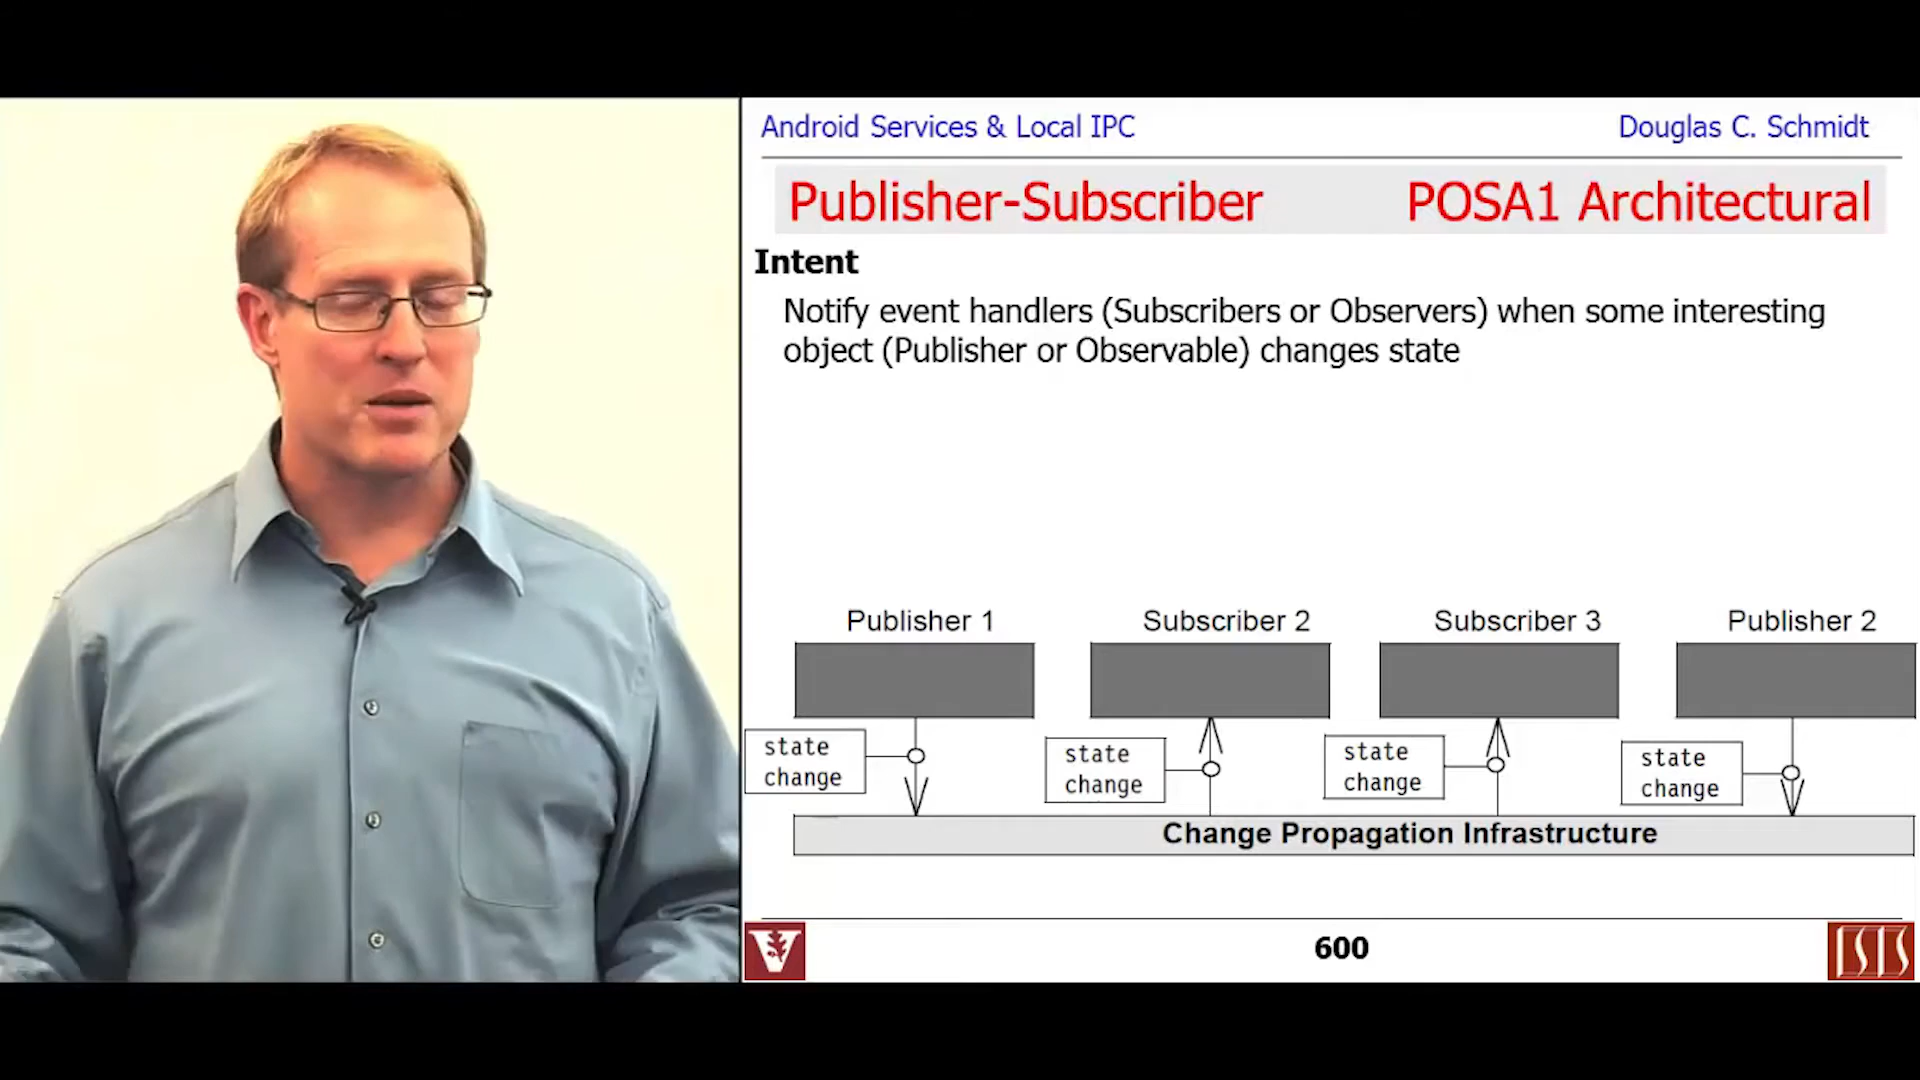 Android Services & Local IPC
Douglas C. Schmidt
Publisher-Subscriber POSA1 Architectural
Intent
Notify event handlers (Subscribers or Observers) when some interesting
object (Publisher or Observable) changes state
Publisher 1
Subscriber 2
Subscriber 3
Publisher 2
state
change
state
change
state
change
state
change
Change Propagation Infrastructure
V
600
ISIS